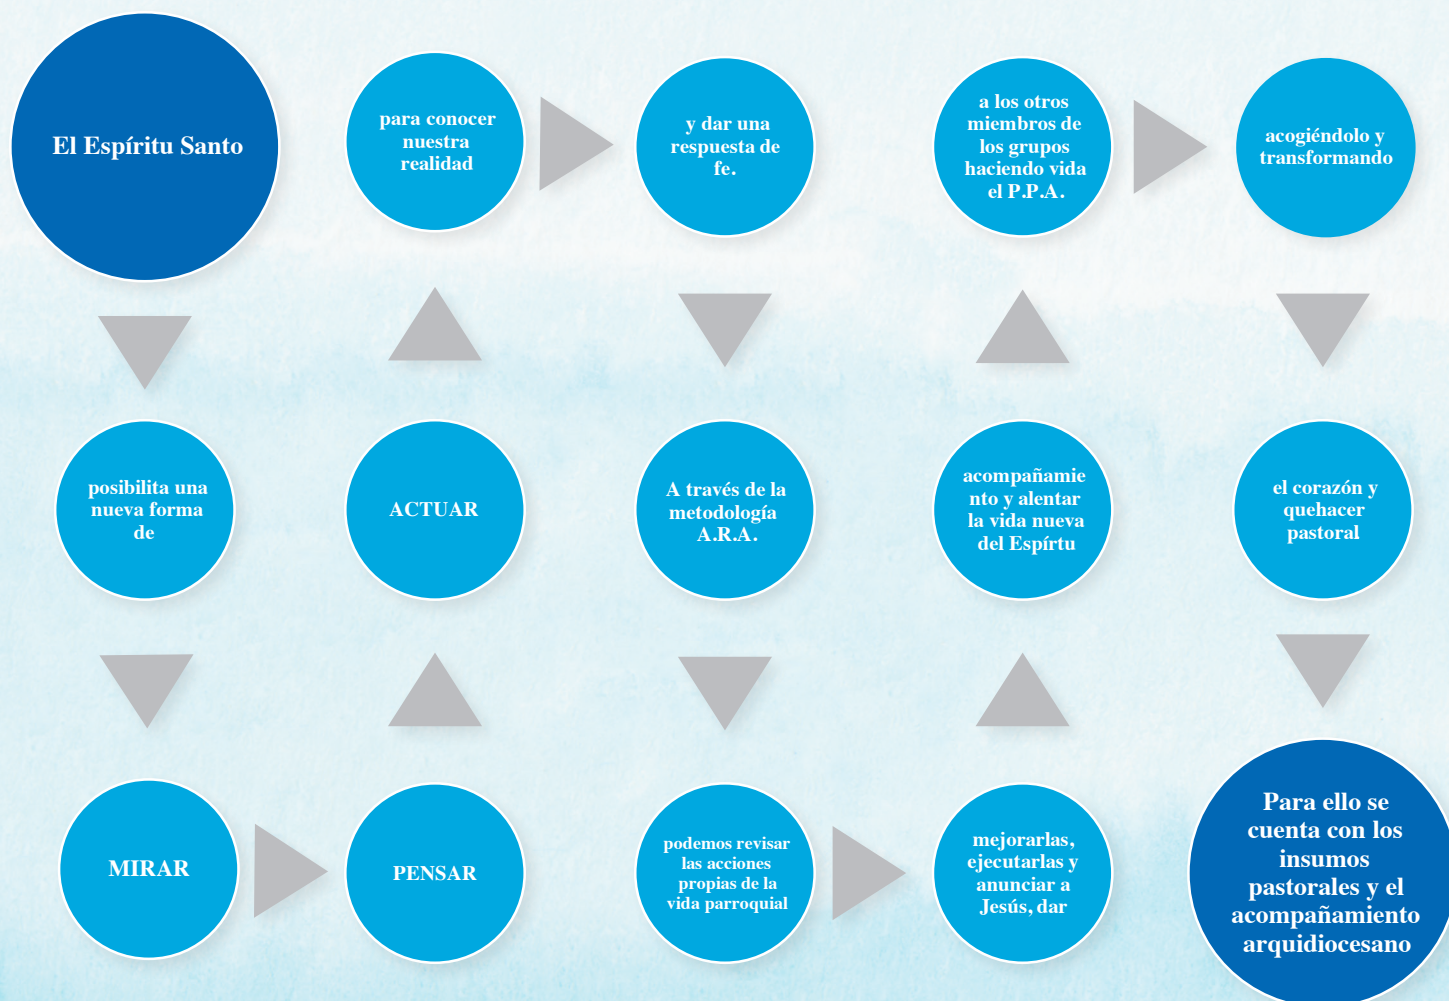 El Espíritu Santo
posibilita una
nueva forma
de
MIRAR
PENSAR
ACTUAR
para conocer
nuestra
realidad
y dar una
respuesta de
fe.
A través de la
metodología
A.R.A.
podemos revisar
las acciones
propias de la
vida parroquial
mejorarlas,
ejecutarlas y
anunciar a
Jesús, dar
acompañamie
nto y alentar
la vida nueva
del Espírtu
a los otros
miembros de
los grupos
haciendo vida
el P.P.A.
acogiéndolo y
transformando
el corazón y
quehacer
pastoral
Para ello se
cuenta con los
insumos
pastorales y el
acompañamiento
arquidiocesano